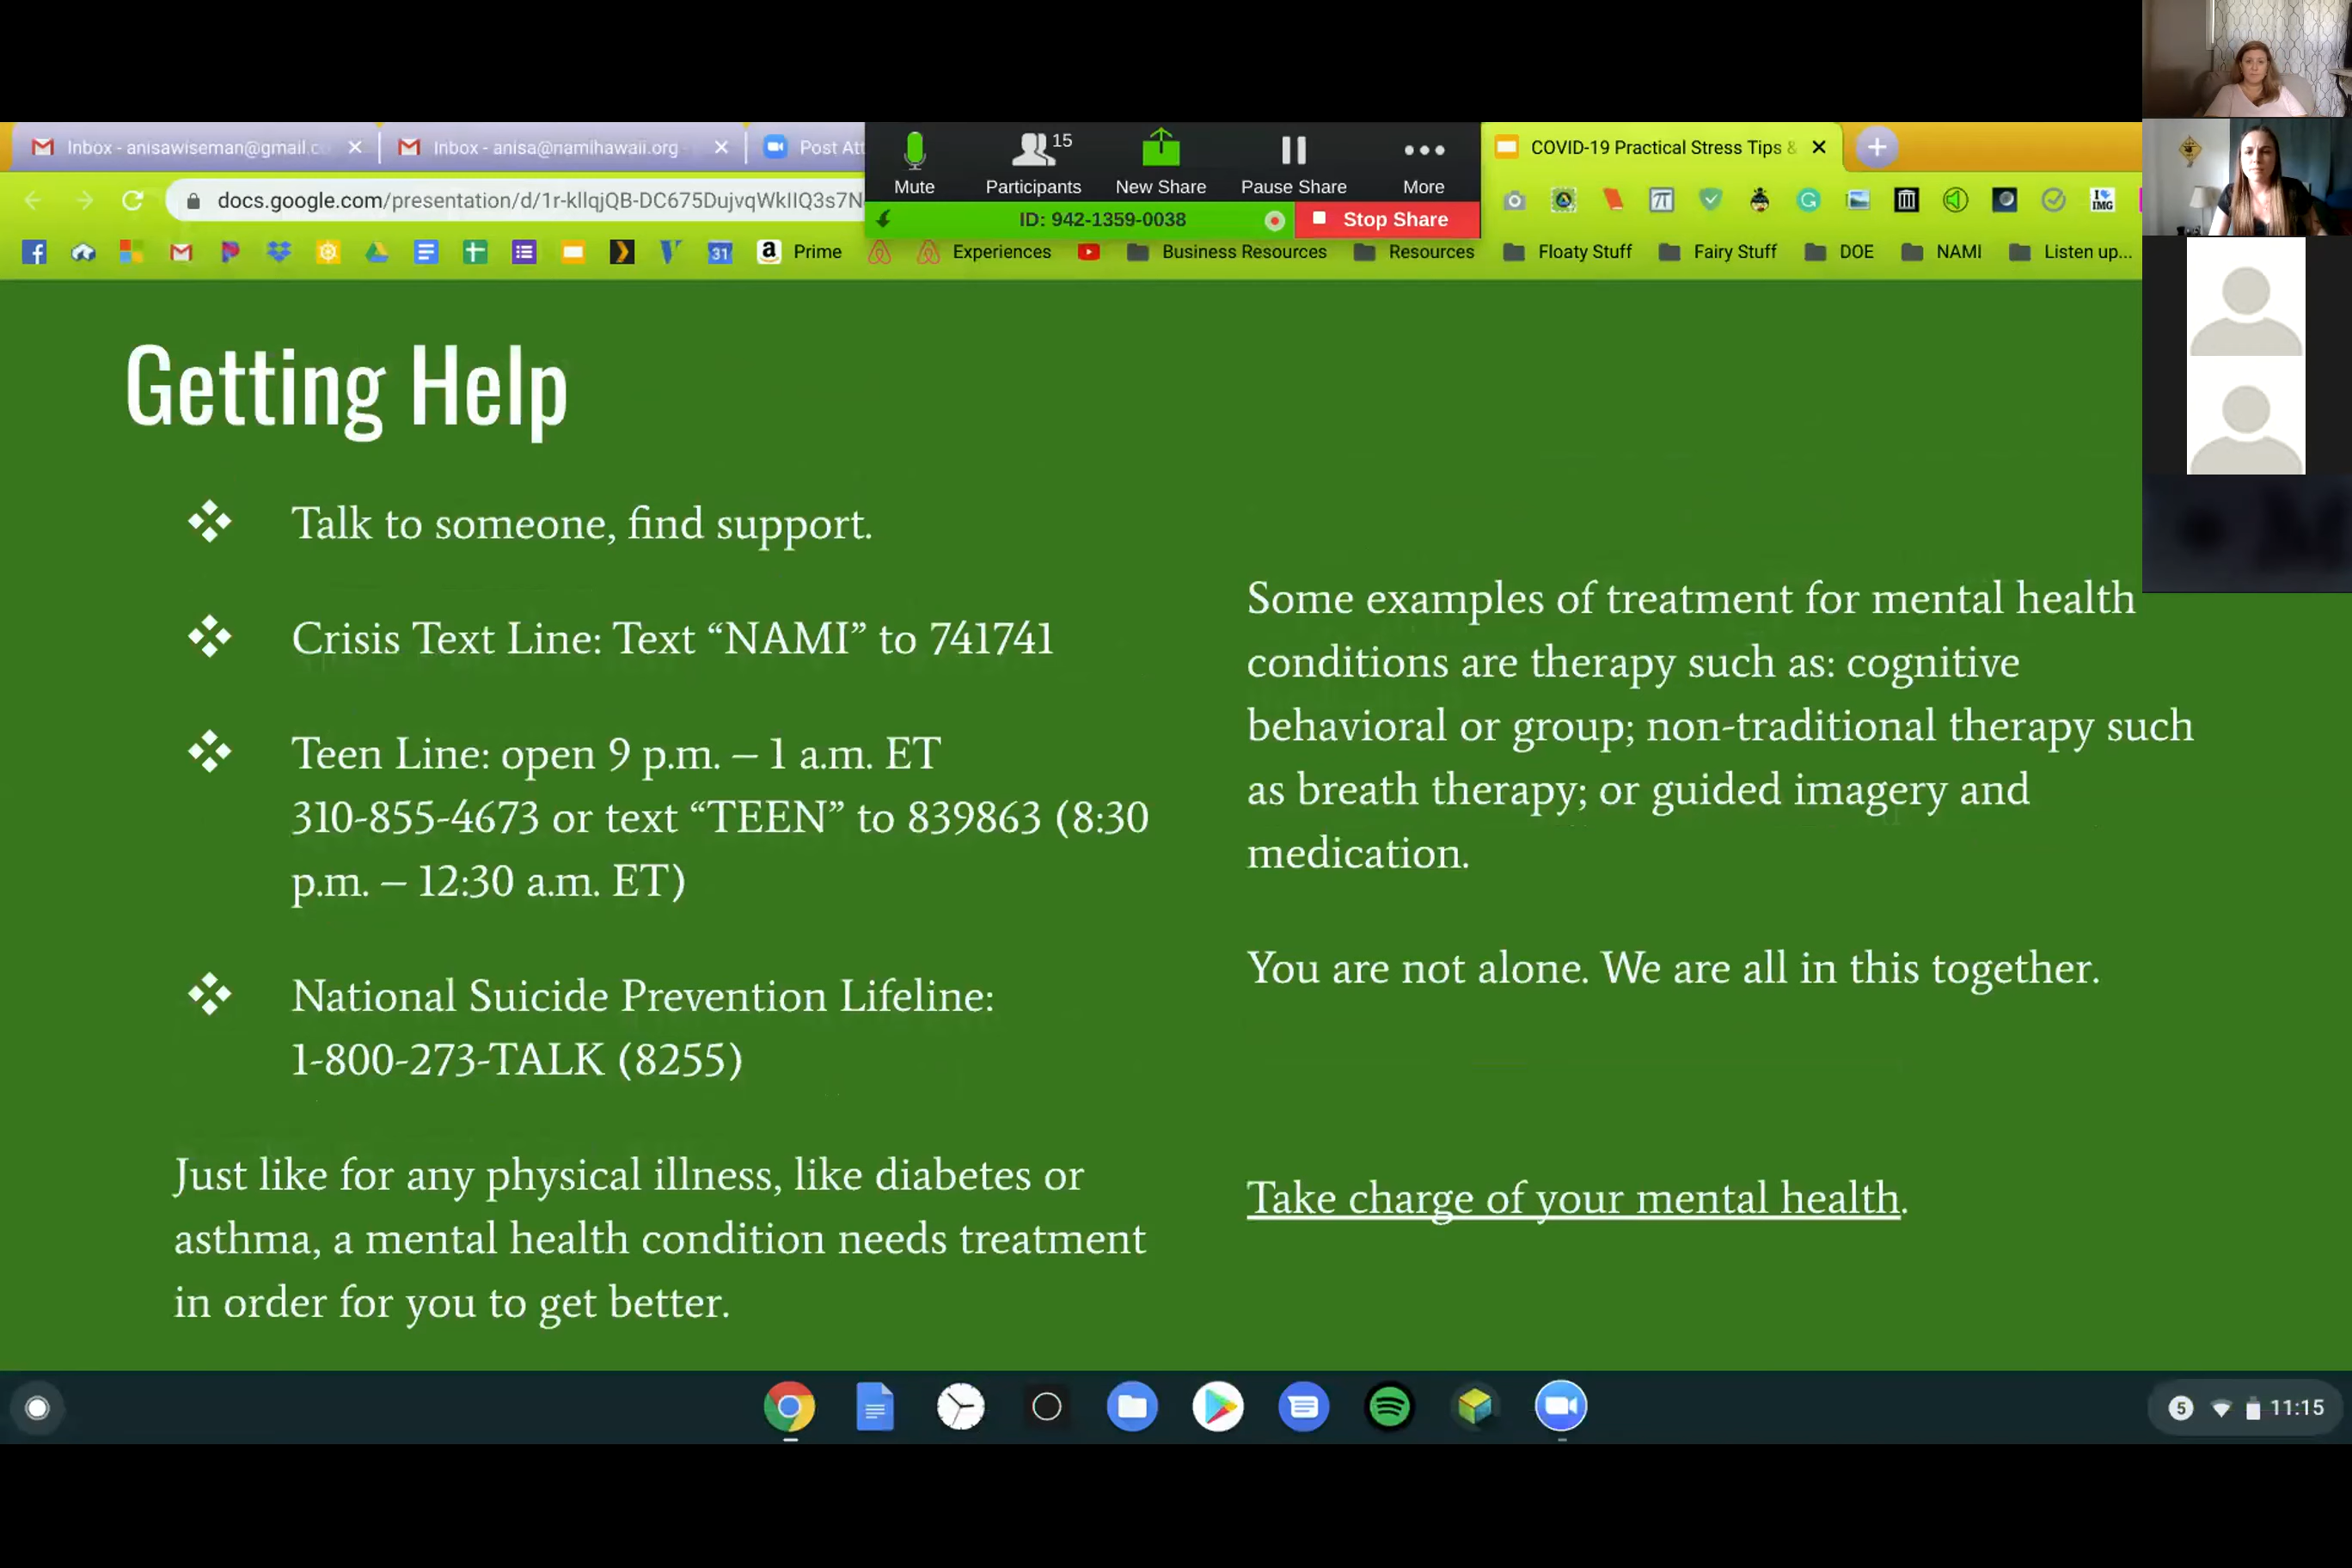 Inbox - anisawiseman@gmail.c
Inbox - anisa@namihawaii.org -
Post Att
Mute
Participants
15
New Share
Pause Share
More
ID: 942-1359-0038
Stop Share
COVID-19 Practical Stress Tips &
docs.google.com/presentation/d/1r-kllqjQB-DC675DujvqWkIIQ3s7N
31
Prime
Experiences
Business Resources
Resources
Floaty Stuff
Fairy Stuff
DOE
NAMI
Listen up...
Getting Help
Talk to someone, find support.
Crisis Text Line: Text “NAMI” to 741741
Teen Line: open 9 p.m. – 1 a.m. ET
310-855-4673 or text “TEEN” to 839863 (8:30
p.m. – 12:30 a.m. ET)
National Suicide Prevention Lifeline:
1-800-273-TALK (8255)
Just like for any physical illness, like diabetes or
asthma, a mental health condition needs treatment
in order for you to get better.
Some examples of treatment for mental health
conditions are therapy such as: cognitive
behavioral or group; non-traditional therapy such
as breath therapy; or guided imagery and
medication.
You are not alone. We are all in this together.
Take charge of your mental health.
5
11:15